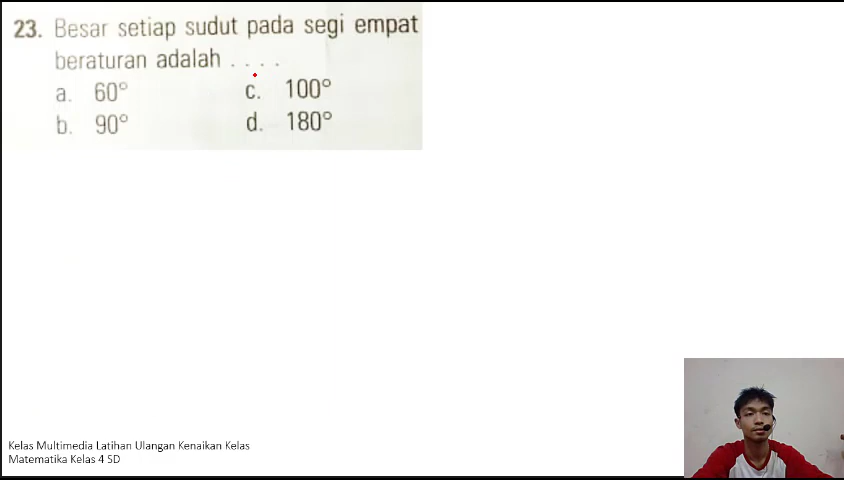 23. Besar setiap sudut pada segi empat
beraturan adalah . . . .
a. 60° c. 100°
b. 90° d. 180°
Kelas Multimedia Latihan Ulangan Kenaikan Kelas
Matematika Kelas 4 SD